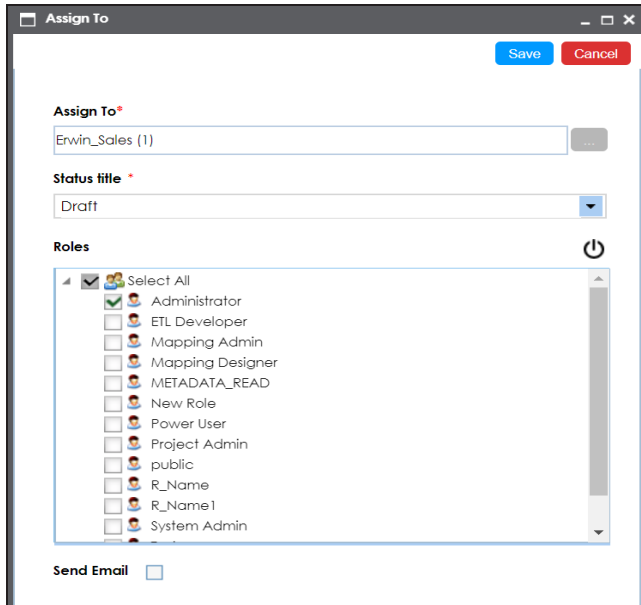 Assign To
Save Cancel
Assign To*
Erwin_Sales (1)
...
Status title *
Draft
Roles
Select All
Administrator
ETL Developer
Mapping Admin
Mapping Designer
METADATA_READ
New Role
Power User
Project Admin
public
R_Name
R_Name1
System Admin
Send Email